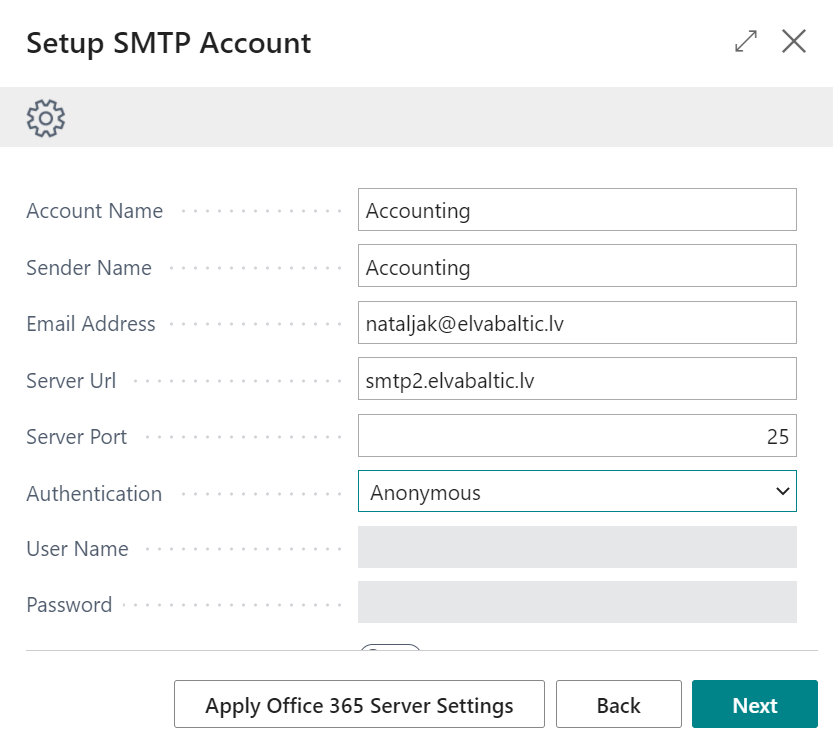 Setup SMTP Account
Account Name Accounting
Sender Name Accounting
Email Address nataljak@elvabaltic.lv
Server Url smtp2.elvabaltic.lv
Server Port 25
Authentication Anonymous
User Name
Password
Apply Office 365 Server Settings Back Next